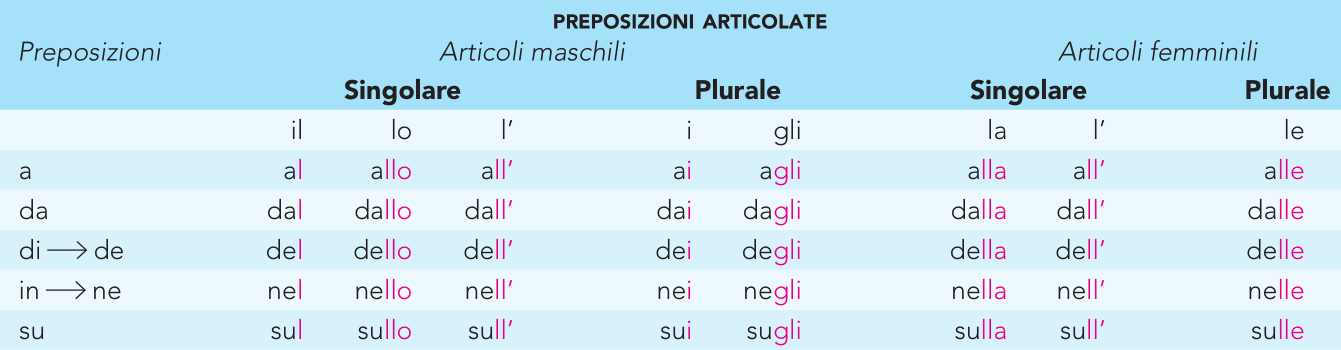 PREPOSIZIONI ARTICOLATE
Preposizioni Articoli maschili Articoli femminili
Singolare Plurale Singolare Plurale
il lo l’ i gli la l’ le
a al allo all’ ai agli alla all’ alle
da dal dallo dall’ dai dagli dalla dall’ dalle
di → de del dello dell’ dei degli della dell’ delle
in → ne nel nello nell’ nei negli nella nell’ nelle
su sul sullo sull’ sui sugli sulla sull’ sulle